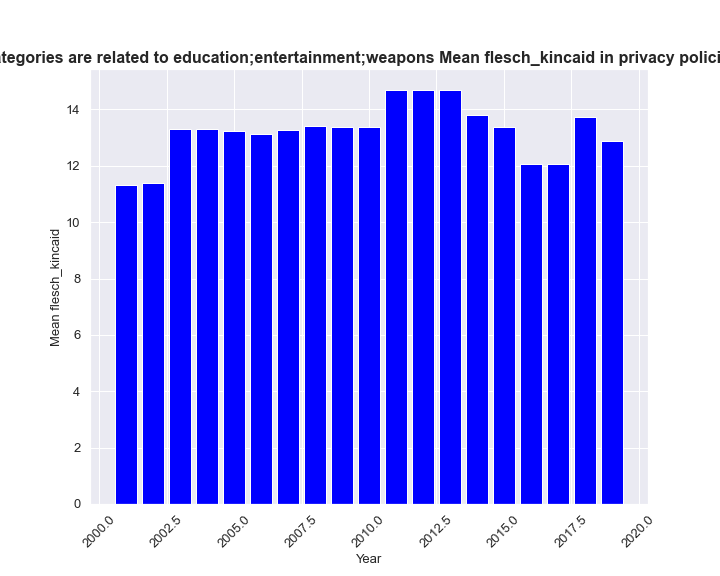 ategories are related to education;entertainment;weapons Mean flesch_kincaid in privacy polici
14
12
10
8
6
4
2
0
Mean flesch_kincaid
2000.0 2002.5 2005.0 2007.5 2010.0 2012.5 2015.0 2017.5 2020.0
Year